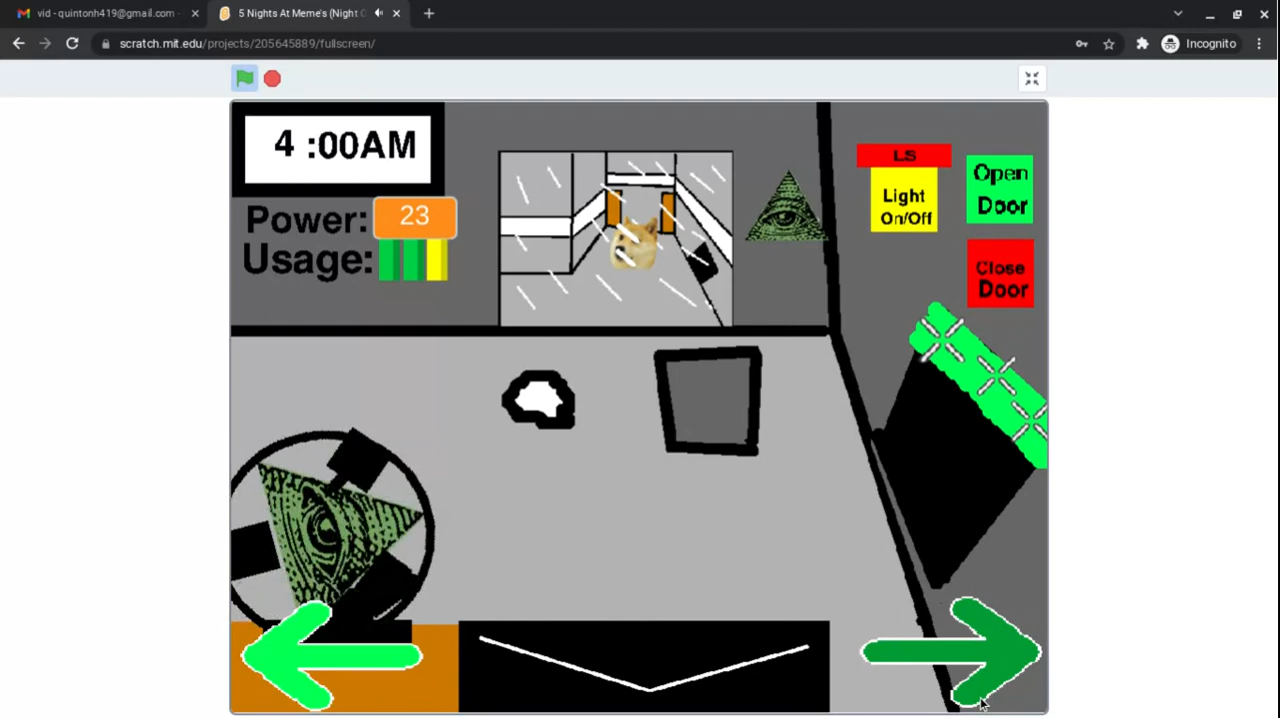 vid - quintonh419@gmail.com -
5 Nights At Meme's (Night O
scratch.mit.edu/projects/205645889/fullscreen/
Incognito
4 :00AM
Power: 23
Usage:
LS
Light
On/Off
Open
Door
Close
Door